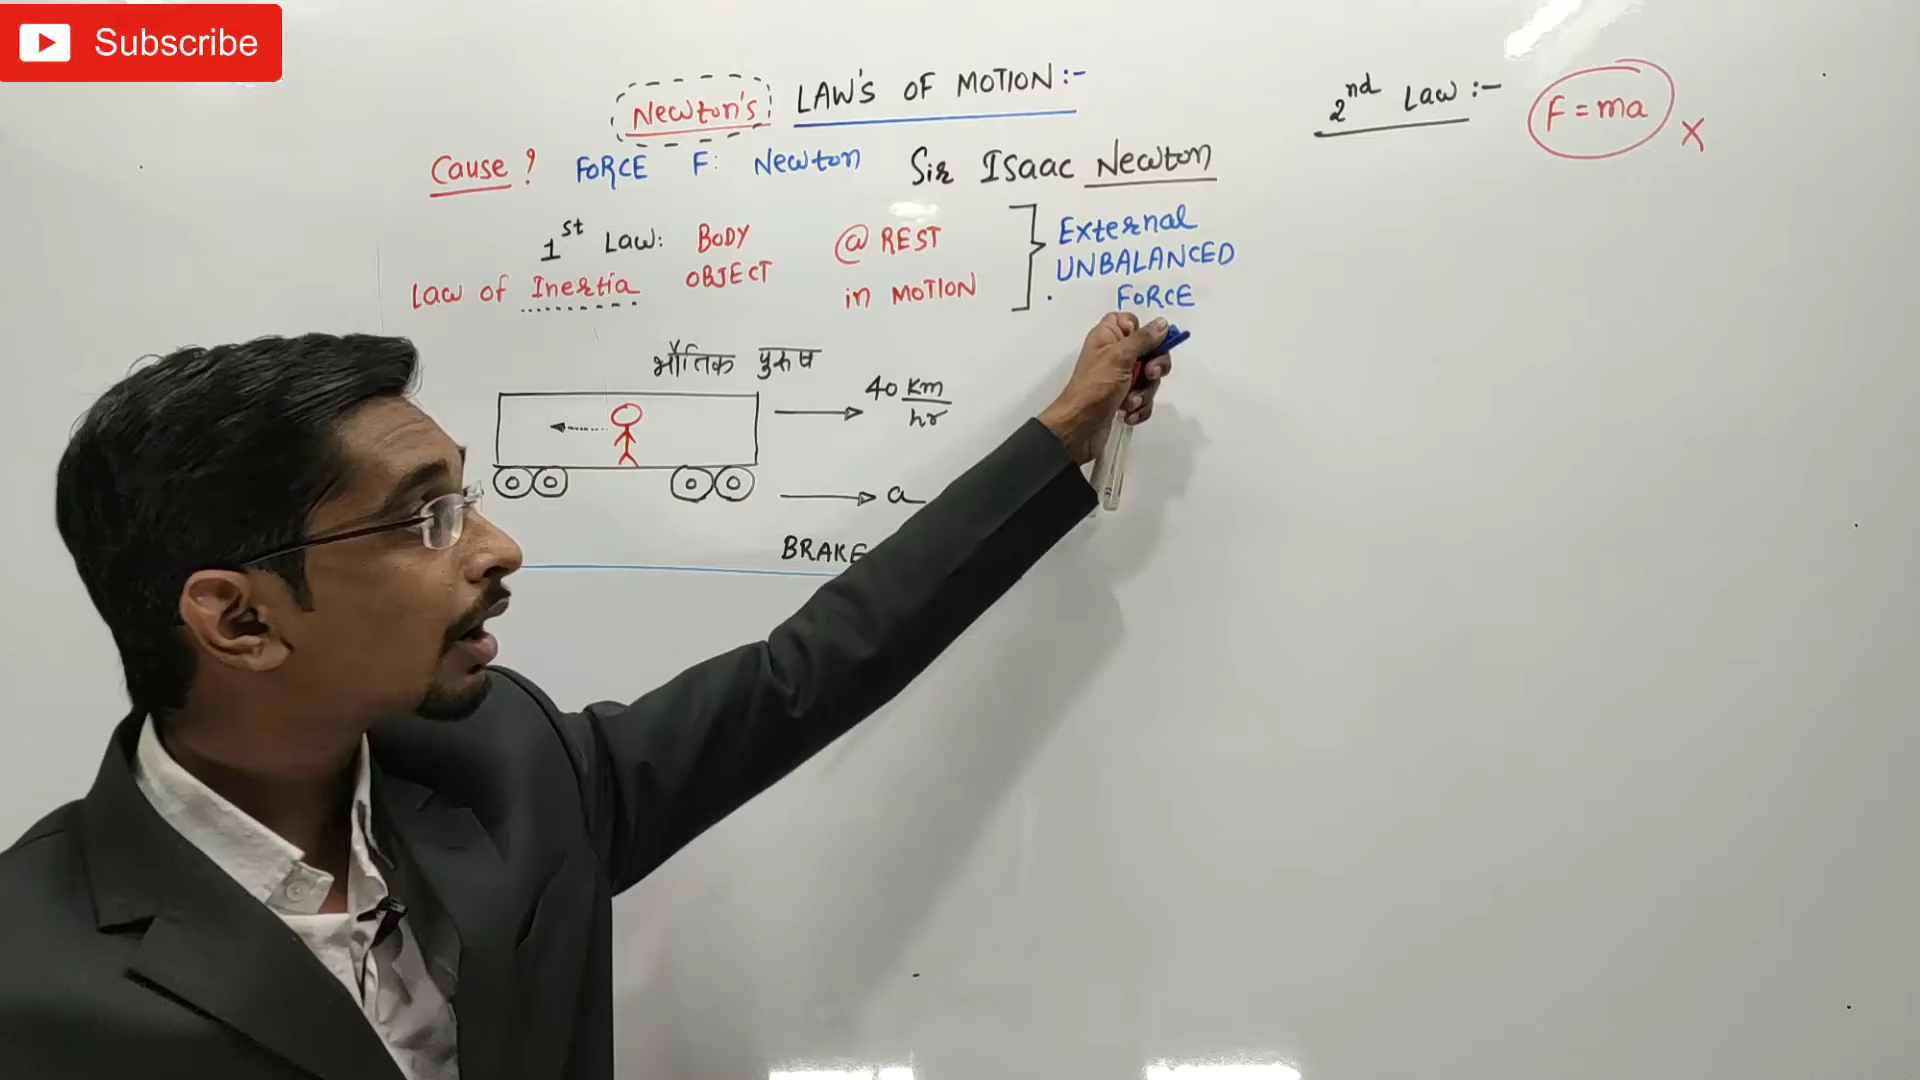 Subscribe
Newton's LAW'S OF MOTION:-
Cause? FORCE F: Newton Sir Isaac Newton
1st Law: BODY @ REST
OBJECT in MOTION
Law of Inertia
External
UNBALANCED
FORCE
भौतिक पुरुष
40 Km/hr
a
BRAKE
2nd Law :- F = ma X